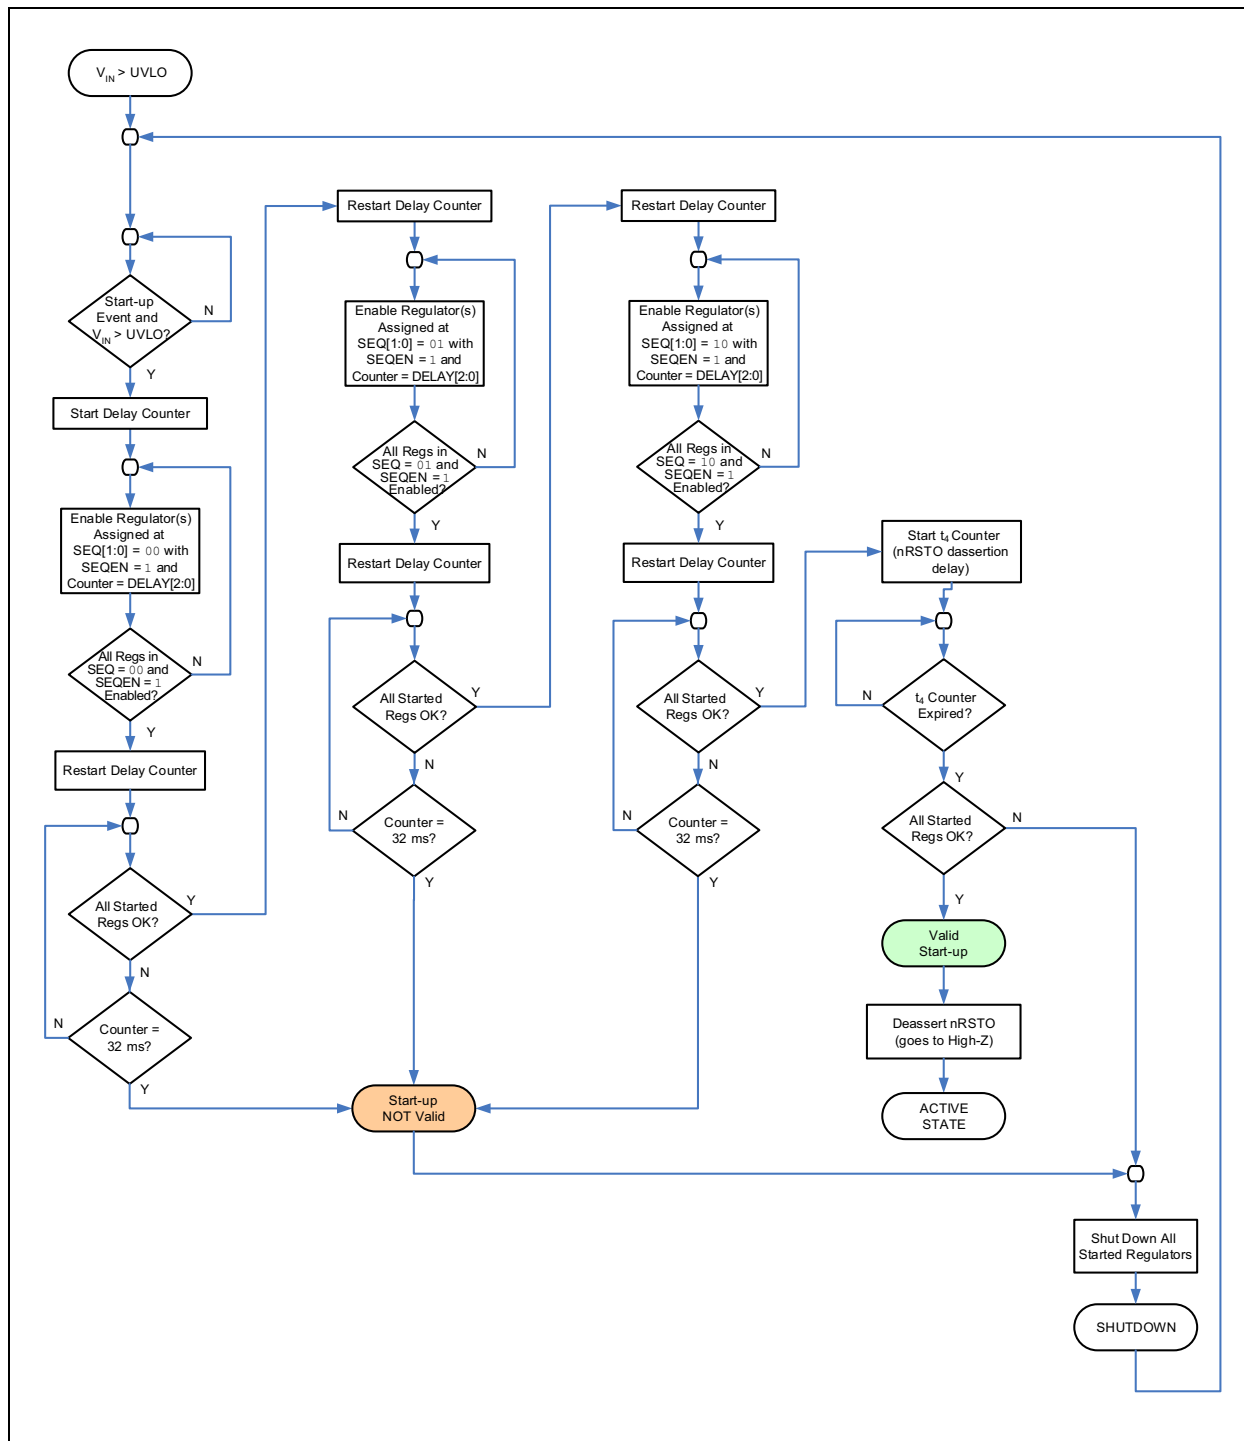 V_IN > UVLO
Start-up
Event and
V_IN > UVLO?
N
Y
Start Delay Counter
Enable Regulator(s)
Assigned at
SEQ[1:0] = 00 with
SEQEN = 1 and
Counter = DELAY[2:0]
All Regs in
SEQ = 00 and
SEQEN = 1
Enabled?
N
Y
Restart Delay Counter
All Started
Regs OK?
Y
N
Counter =
32 ms?
N
Y
Restart Delay Counter
Enable Regulator(s)
Assigned at
SEQ[1:0] = 01 with
SEQEN = 1 and
Counter = DELAY[2:0]
All Regs in
SEQ = 01 and
SEQEN = 1
Enabled?
N
Y
Restart Delay Counter
All Started
Regs OK?
Y
N
Counter =
32 ms?
N
Y
Start-up
NOT Valid
Restart Delay Counter
Enable Regulator(s)
Assigned at
SEQ[1:0] = 10 with
SEQEN = 1 and
Counter = DELAY[2:0]
All Regs in
SEQ = 10 and
SEQEN = 1
Enabled?
N
Y
Restart Delay Counter
All Started
Regs OK?
Y
N
Counter =
32 ms?
N
Y
Start t₄ Counter
(nRSTO dassertion
delay)
t₄ Counter
Expired?
N
Y
All Started
Regs OK?
N
Y
Valid
Start-up
Deassert nRSTO
(goes to High-Z)
ACTIVE
STATE
Shut Down All
Started Regulators
SHUTDOWN